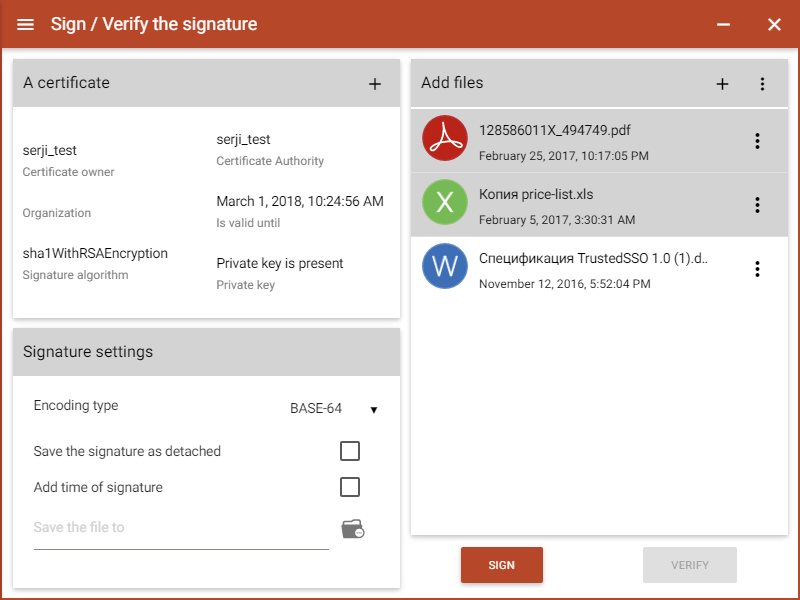 Sign / Verify the signature
A certificate
serji_test
Certificate owner
Organization
sha1WithRSAEncryption
Signature algorithm
serji_test
Certificate Authority
March 1, 2018, 10:24:56 AM
Is valid until
Private key is present
Private key
Signature settings
Encoding type
BASE-64
Save the signature as detached
Add time of signature
Save the file to
Add files
128586011X_494749.pdf
February 25, 2017, 10:17:05 PM
X
Копия price-list.xls
February 5, 2017, 3:30:31 AM
W
Спецификация TrustedSSO 1.0 (1).d..
November 12, 2016, 5:52:04 PM
SIGN
VERIFY